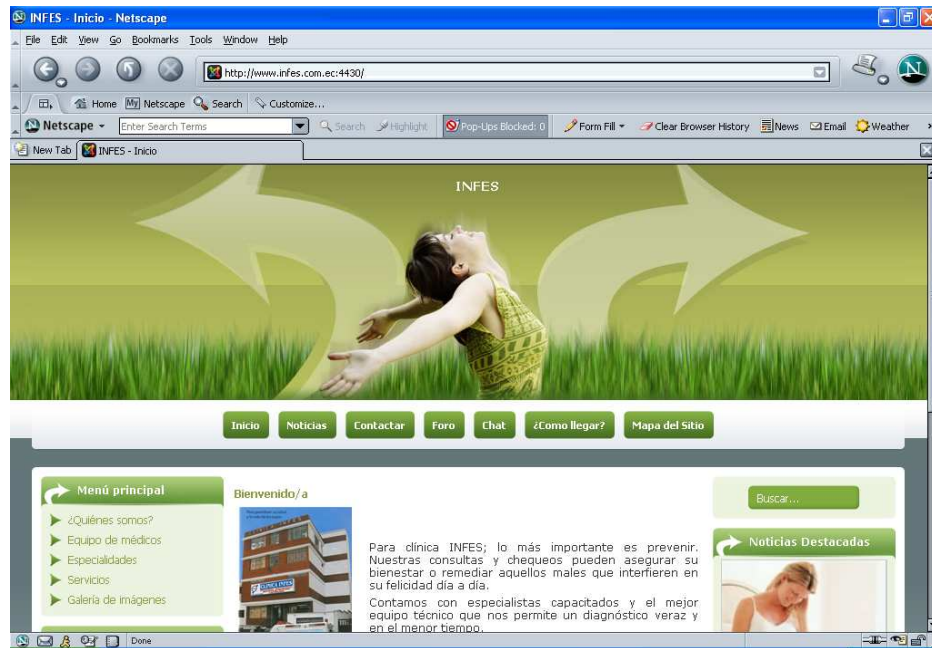 INFES - Inicio - Netscape
File Edit View Go Bookmarks Tools Window Help
http://www.infes.com.ec:4430/
Home My Netscape Search Customize...
Netscape Enter Search Terms Search Highlight Pop-Ups Blocked: 0 Form Fill Clear Browser History News Email Weather
New Tab INFES - Inicio
INFES
Inicio Noticias Contactar Foro Chat ¿Como llegar? Mapa del Sitio
Menú principal
¿Quiénes somos?
Equipo de médicos
Especialidades
Servicios
Galería de imágenes
Bienvenido/a
CLINICA INFES
Para clínica INFES; lo más importante es prevenir.
Nuestras consultas y chequeos pueden asegurar su
bienestar o remediar aquellos males que interfieren en
su felicidad día a día.
Contamos con especialistas capacitados y el mejor
equipo técnico que nos permite un diagnóstico veraz y
en el menor tiempo.
Buscar...
Noticias Destacadas
Done